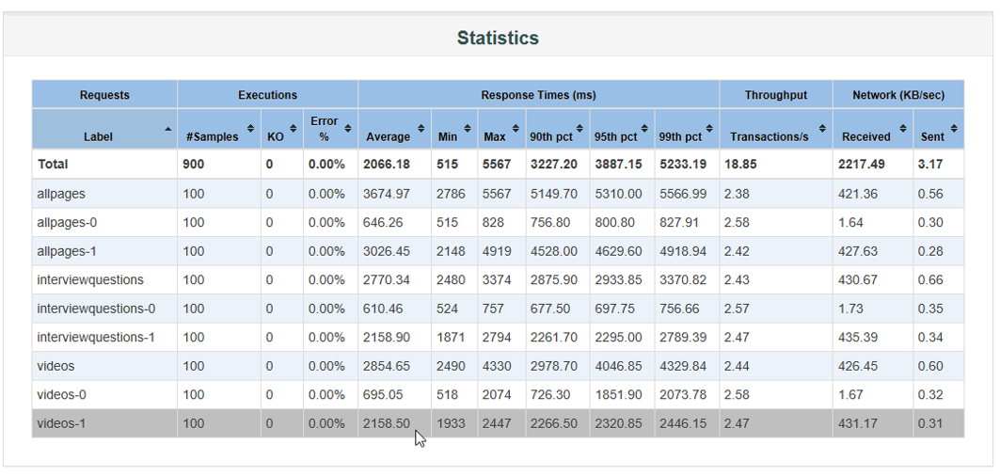 Statistics
Requests Executions Response Times (ms) Throughput Network (KB/sec)
Label #Samples KO Error % Average Min Max 90th pct 95th pct 99th pct Transactions/s Received Sent
Total 900 0 0.00% 2066.18 515 5567 3227.20 3887.15 5233.19 18.85 2217.49 3.17
allpages 100 0 0.00% 3674.97 2786 5567 5149.70 5310.00 5566.99 2.38 421.36 0.56
allpages-0 100 0 0.00% 646.26 515 828 756.80 800.80 827.91 2.58 1.64 0.30
allpages-1 100 0 0.00% 3026.45 2148 4919 4528.00 4629.60 4918.94 2.42 427.63 0.28
interviewquestions 100 0 0.00% 2770.34 2480 3374 2875.90 2933.85 3370.82 2.43 430.67 0.66
interviewquestions-0 100 0 0.00% 610.46 524 757 677.50 697.75 756.66 2.57 1.73 0.35
interviewquestions-1 100 0 0.00% 2158.90 1871 2794 2261.70 2295.00 2789.39 2.47 435.39 0.34
videos 100 0 0.00% 2854.65 2490 4330 2978.70 4046.85 4329.84 2.44 426.45 0.60
videos-0 100 0 0.00% 695.05 518 2074 726.30 1851.90 2073.78 2.58 1.67 0.32
videos-1 100 0 0.00% 2158.50 1933 2447 2266.50 2320.85 2446.15 2.47 431.17 0.31